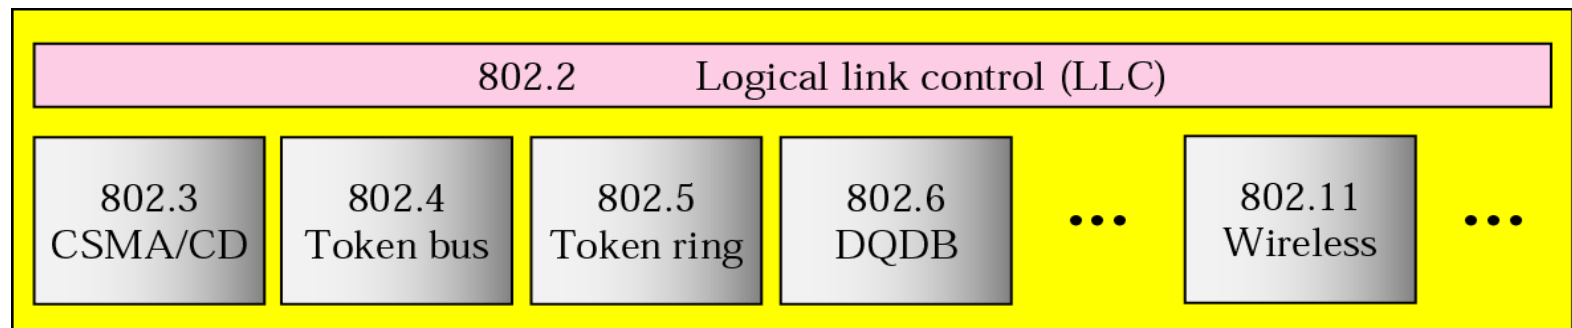 802.2 Logical link control (LLC)
802.3
CSMA/CD
802.4
Token bus
802.5
Token ring
802.6
DQDB
...
802.11
Wireless
...